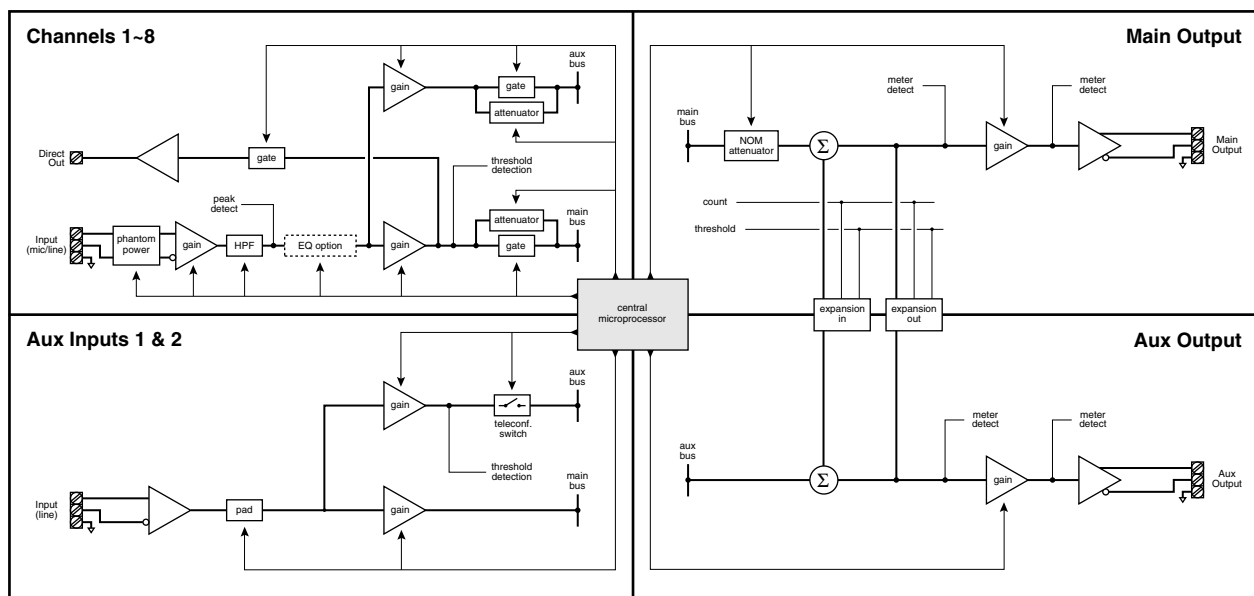 Channels 1~8
aux
bus
gain
gate
attenuator
Direct
Out
gate
threshold
detection
peak
detect
attenuator
main
bus
Input
(mic/line)
phantom
power
gain
HPF
EQ option
gain
gate
Main Output
meter
detect
meter
detect
main
bus
NOM
attenuator
Σ
gain
Main
Output
count
threshold
central
microprocessor
expansion
in
expansion
out
Aux Inputs 1 & 2
aux
bus
gain
teleconf.
switch
threshold
detection
main
bus
Input
(line)
pad
gain
Aux Output
meter
detect
meter
detect
aux
bus
Σ
gain
Aux
Output